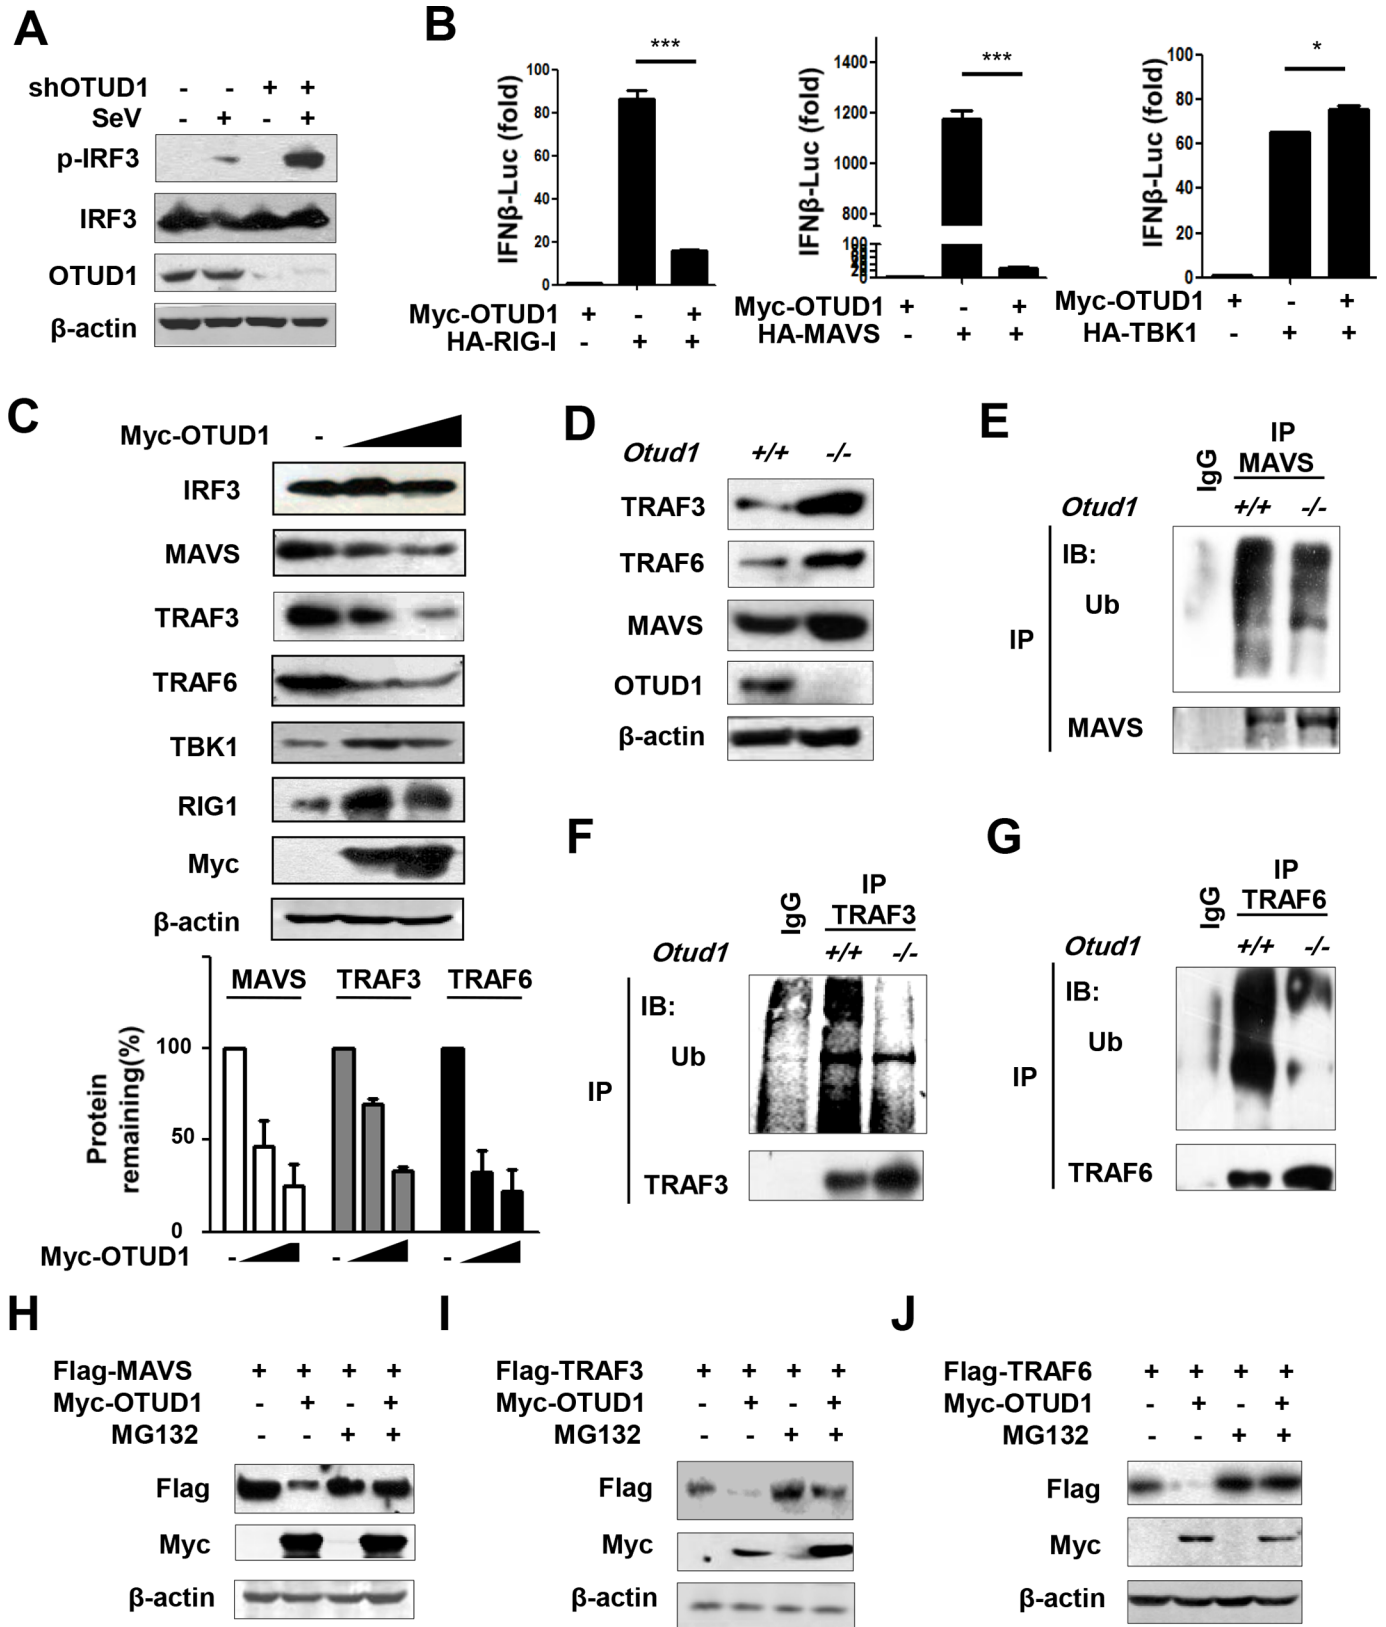 A
shOTUD1 - - + +
SeV - + - +
p-IRF3
IRF3
OTUD1
β-actin
B
***
IFNβ-Luc (fold)
100
80
60
40
20
0
Myc-OTUD1 + - +
HA-RIG-I - + +
***
IFNβ-Luc (fold)
1400
1200
1000
800
100
80
60
40
20
0
Myc-OTUD1 + - +
HA-MAVS - + +
*
IFNβ-Luc (fold)
100
80
60
40
20
0
Myc-OTUD1 + - +
HA-TBK1 - + +
C
Myc-OTUD1 -
IRF3
MAVS
TRAF3
TRAF6
TBK1
RIG1
Myc
β-actin
MAVS TRAF3 TRAF6
Protein
remaining(%)
100
50
0
Myc-OTUD1 - - -
D
Otud1 +/+ -/-
TRAF3
TRAF6
MAVS
OTUD1
β-actin
E
IgG
IP
MAVS
Otud1 +/+ -/-
IP
IB:
Ub
MAVS
F
IgG
IP
TRAF3
Otud1 +/+ -/-
IP
IB:
Ub
TRAF3
G
IgG
IP
TRAF6
Otud1 +/+ -/-
IP
IB:
Ub
TRAF6
H
Flag-MAVS + + + +
Myc-OTUD1 - + - +
MG132 - - + +
Flag
Myc
β-actin
I
Flag-TRAF3 + + + +
Myc-OTUD1 - + - +
MG132 - - + +
Flag
Myc
β-actin
J
Flag-TRAF6 + + + +
Myc-OTUD1 - + - +
MG132 - - + +
Flag
Myc
β-actin